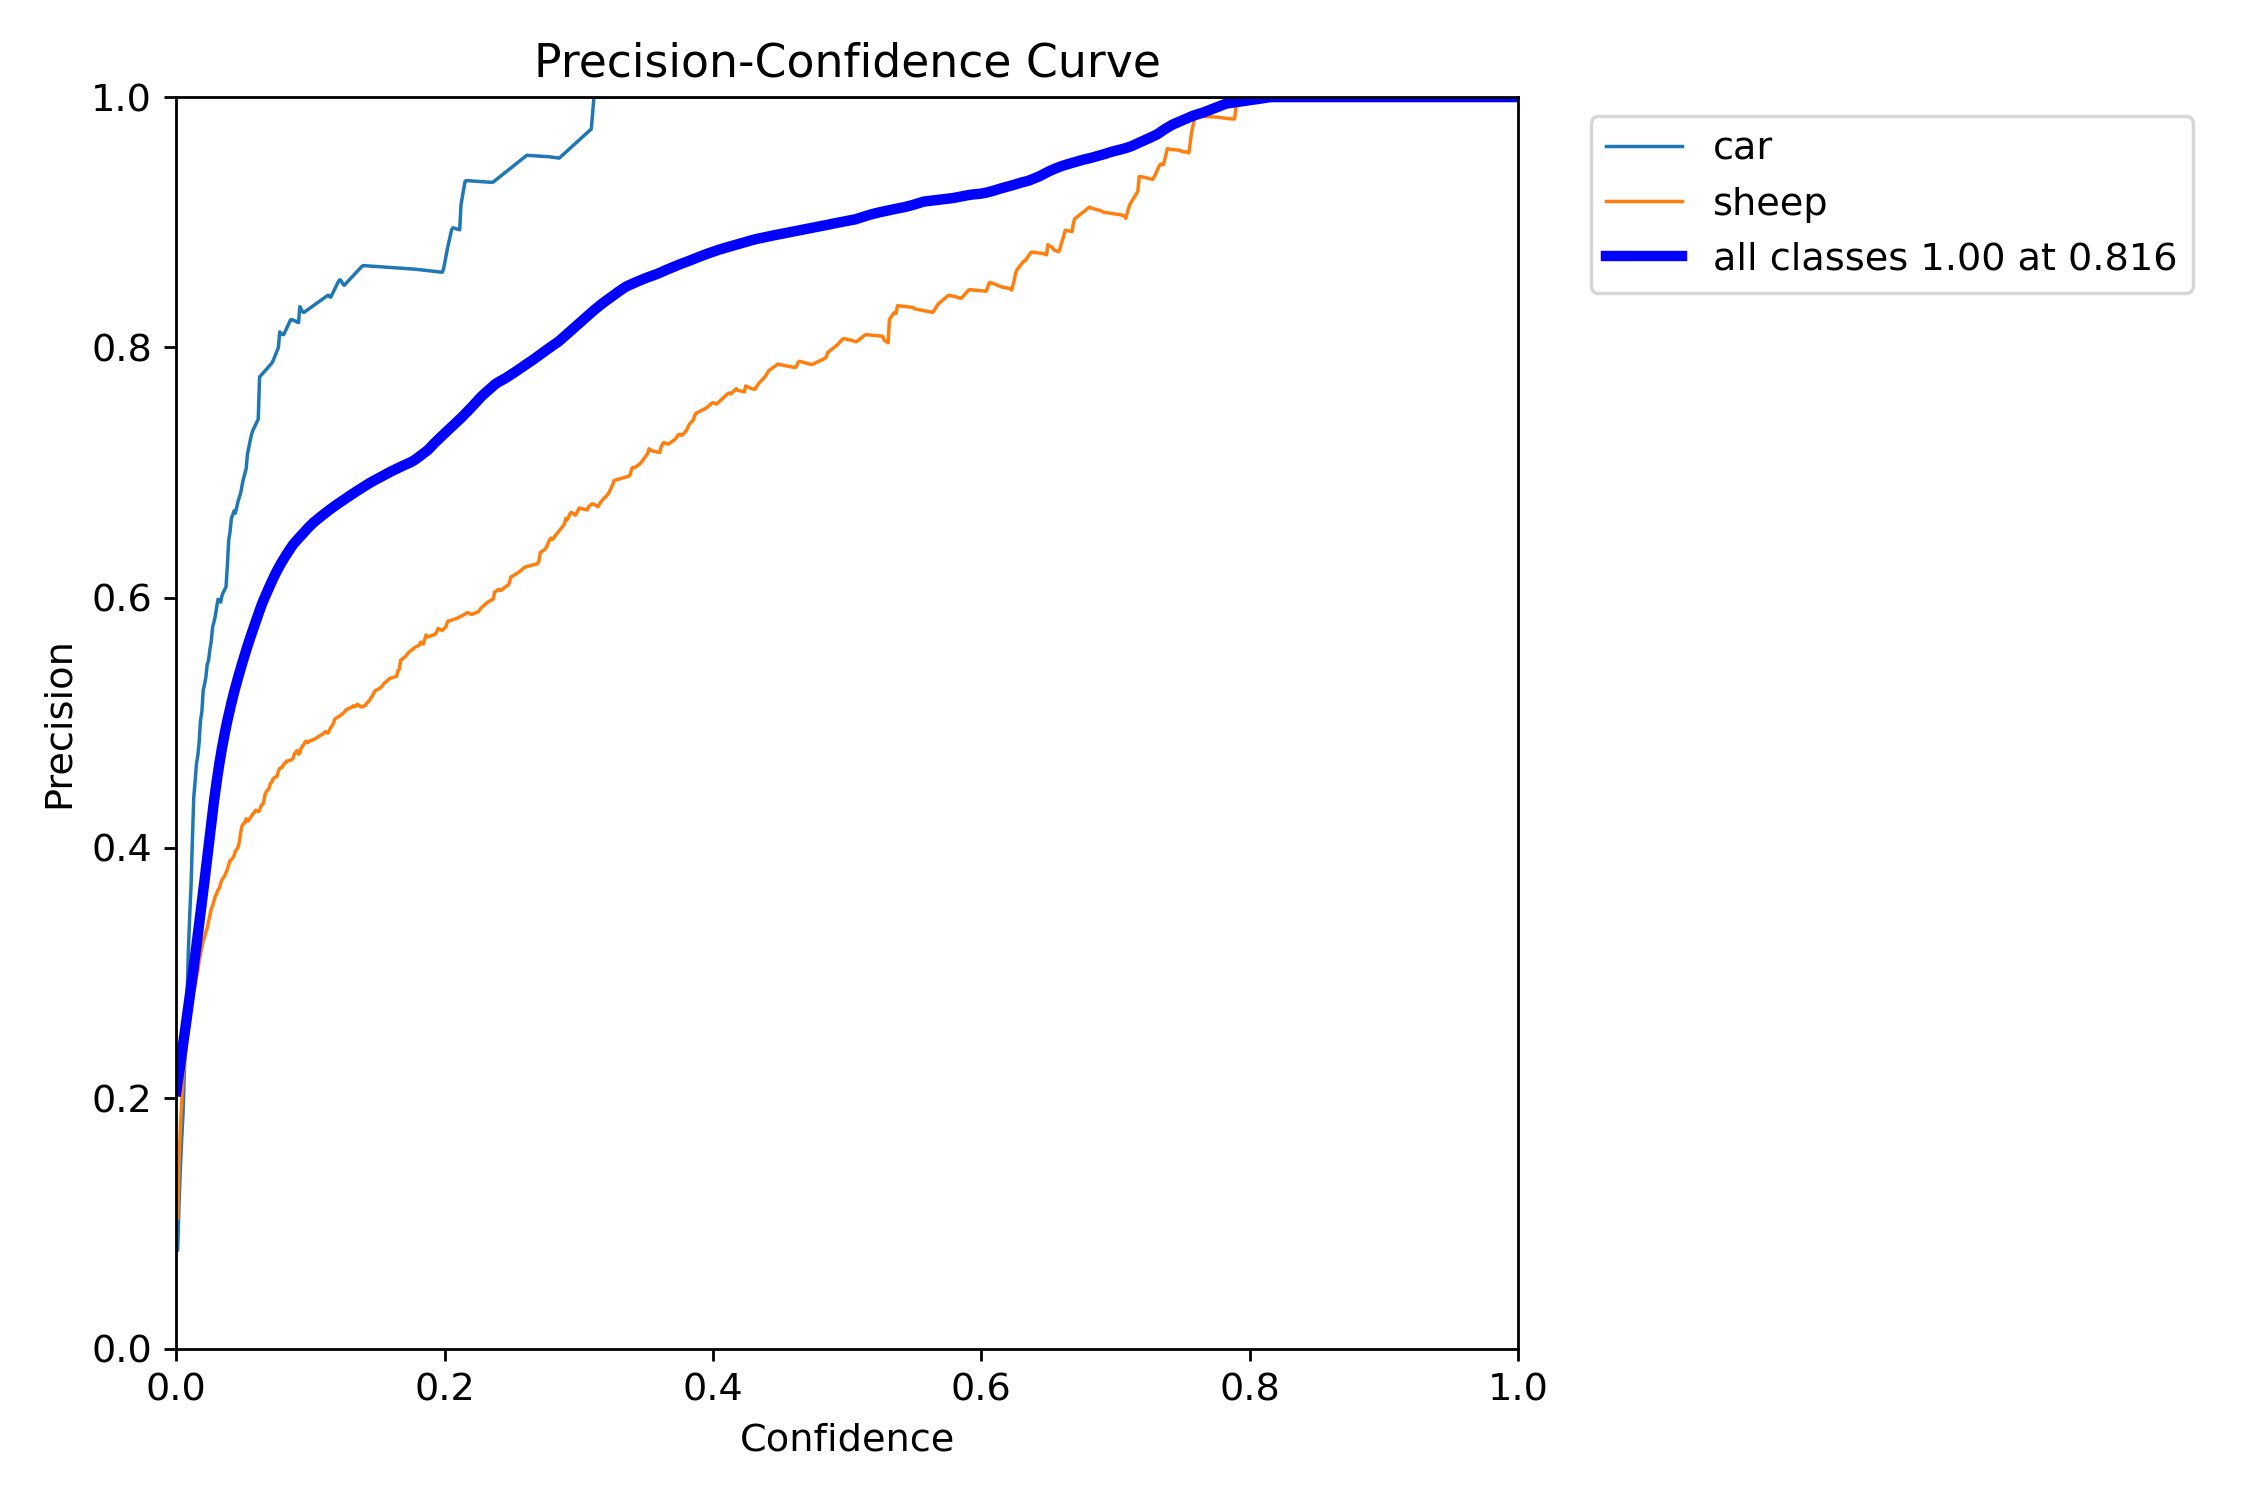 Precision-Confidence Curve
1.0
0.8
0.6
0.4
0.2
0.0
Precision
0.0 0.2 0.4 0.6 0.8 1.0
Confidence
car
sheep
all classes 1.00 at 0.816